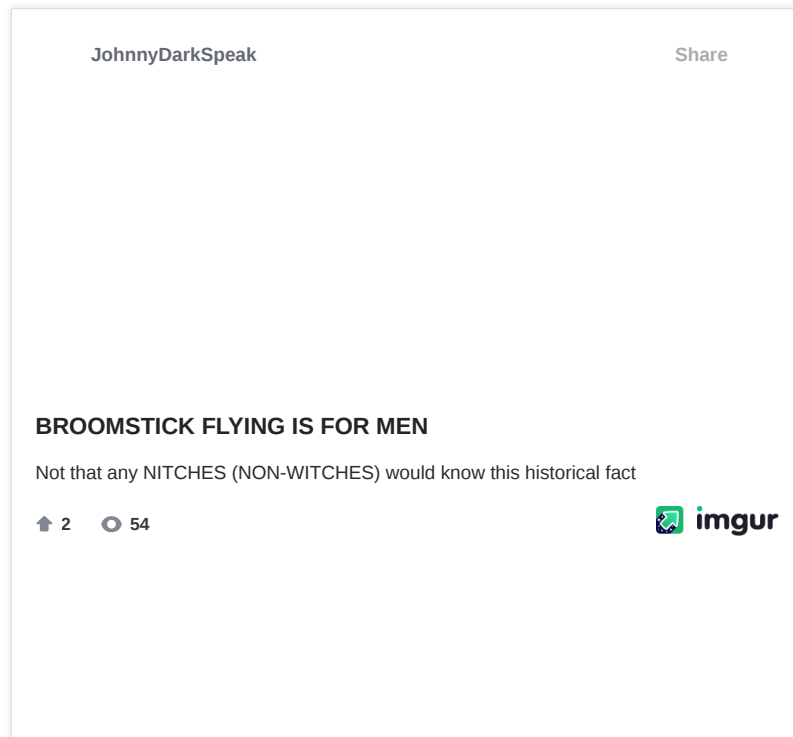 JohnnyDarkSpeak Share
BROOMSTICK FLYING IS FOR MEN
Not that any NITCHES (NON-WITCHES) would know this historical fact
2 54 imgur